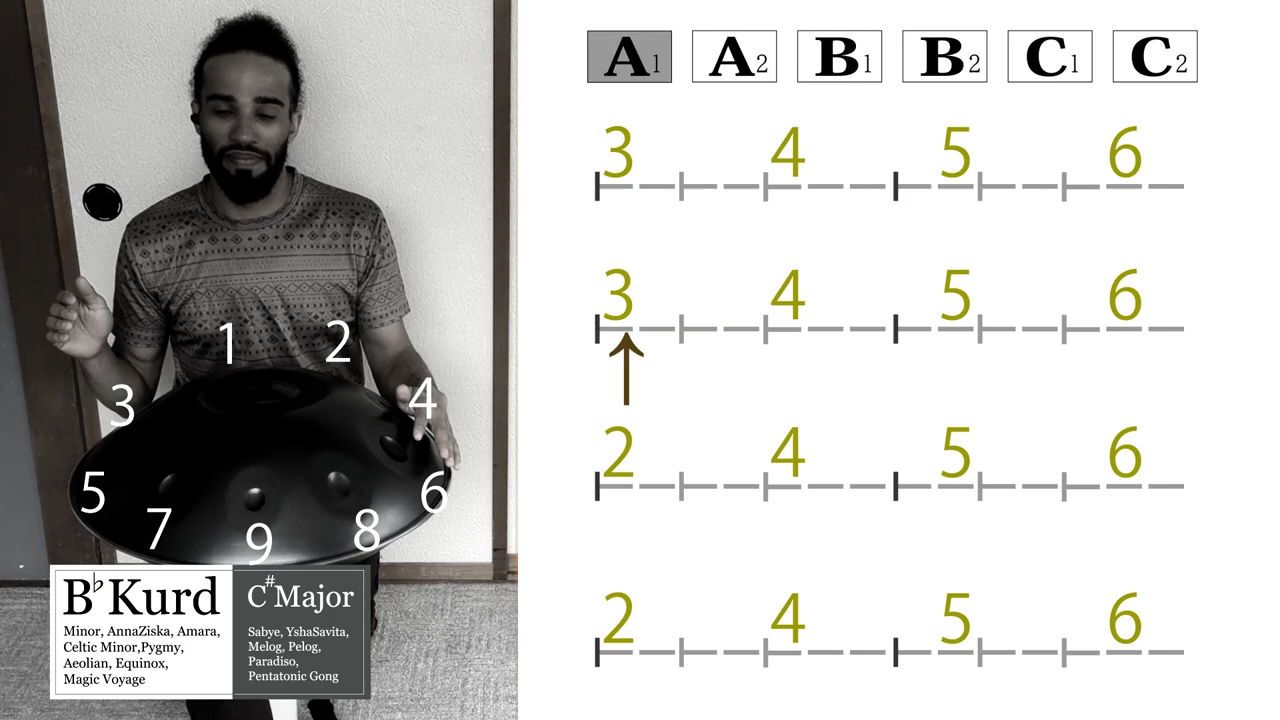 A1 A2 B1 B2 C1 C2
3 4 5 6
3 4 5 6
2 4 5 6
2 4 5 6
1 2
3 4
5 6
7 8
9
B♭Kurd
Minor, AnnaZiska, Amara,
Celtic Minor,Pygmy,
Aeolian, Equinox,
Magic Voyage
C#Major
Sabye, YshaSavita,
Melog, Pelog,
Paradiso,
Pentatonic Gong